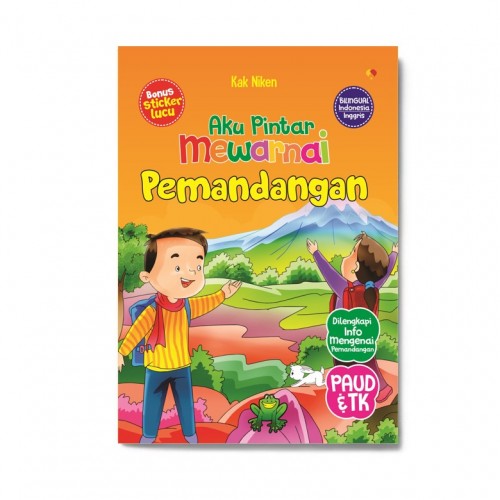 Kak Niken
Bonus
Sticker
Lucu
BILINGUAL
Indonesia
Inggris
Aku Pintar
Mewarnai
Pemandangan
Dilengkapi
Info
Mengenai
Pemandangan
PAUD
& TK